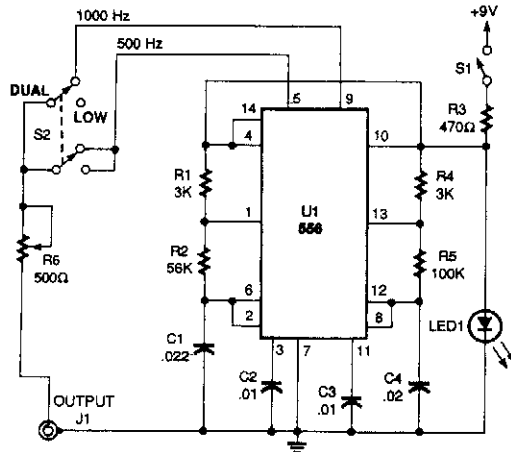 1000 Hz
+9V
500 Hz
S1
DUAL
LOW
S2
R3
470Ω
14
5
9
4
10
R1
3K
R4
3K
1
U1
556
13
R2
56K
R5
100K
R6
500Ω
6
2
12
8
LED1
C1
.022
3
7
11
C2
.01
C3
.01
C4
.02
OUTPUT
J1